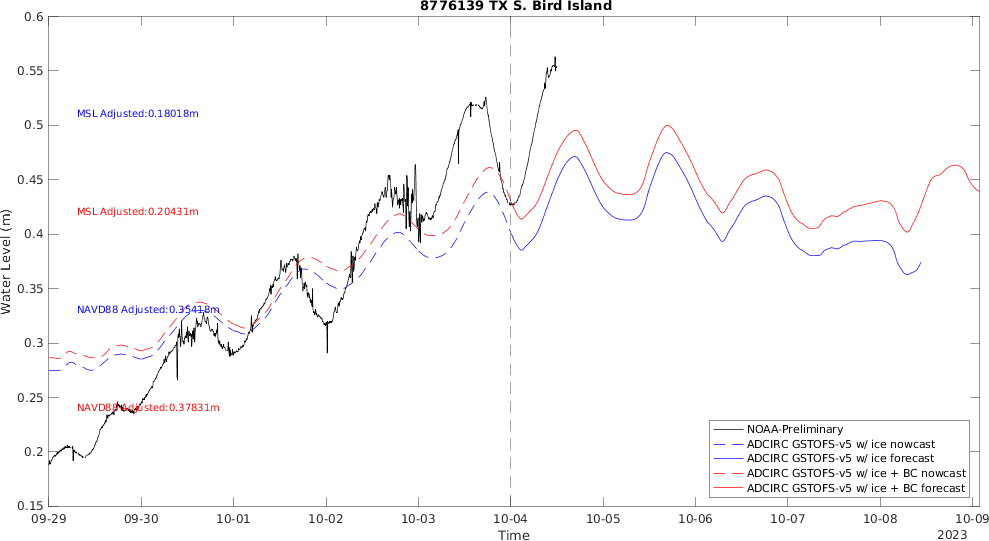 8776139 TX S. Bird Island
0.6
0.55
0.5
0.45
0.4
0.35
0.3
0.25
0.2
0.15
Water Level (m)
MSL Adjusted:0.18018m
MSL Adjusted:0.20431m
NAVD88 Adjusted:0.35418m
NAVD88 Adjusted:0.37831m
NOAA-Preliminary
ADCIRC GSTOFS-v5 w/ ice nowcast
ADCIRC GSTOFS-v5 w/ ice forecast
ADCIRC GSTOFS-v5 w/ ice + BC nowcast
ADCIRC GSTOFS-v5 w/ ice + BC forecast
09-29 09-30 10-01 10-02 10-03 10-04 10-05 10-06 10-07 10-08 10-09
Time
2023